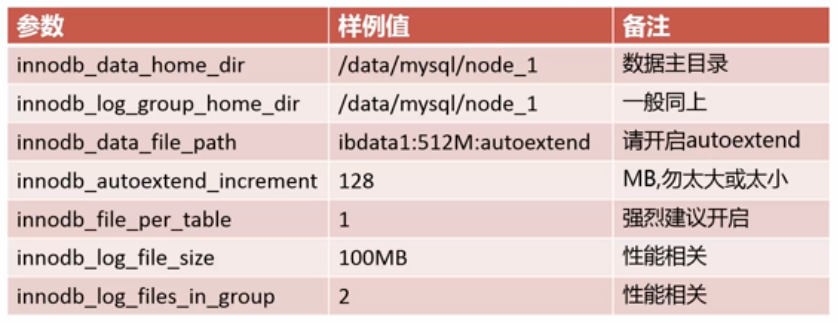 参数 样例值 备注
innodb_data_home_dir /data/mysql/node_1 数据主目录
innodb_log_group_home_dir /data/mysql/node_1 一般同上
innodb_data_file_path ibdata1:512M:autoextend 请开启autoextend
innodb_autoextend_increment 128 MB,勿太大或太小
innodb_file_per_table 1 强烈建议开启
innodb_log_file_size 100MB 性能相关
innodb_log_files_in_group 2 性能相关